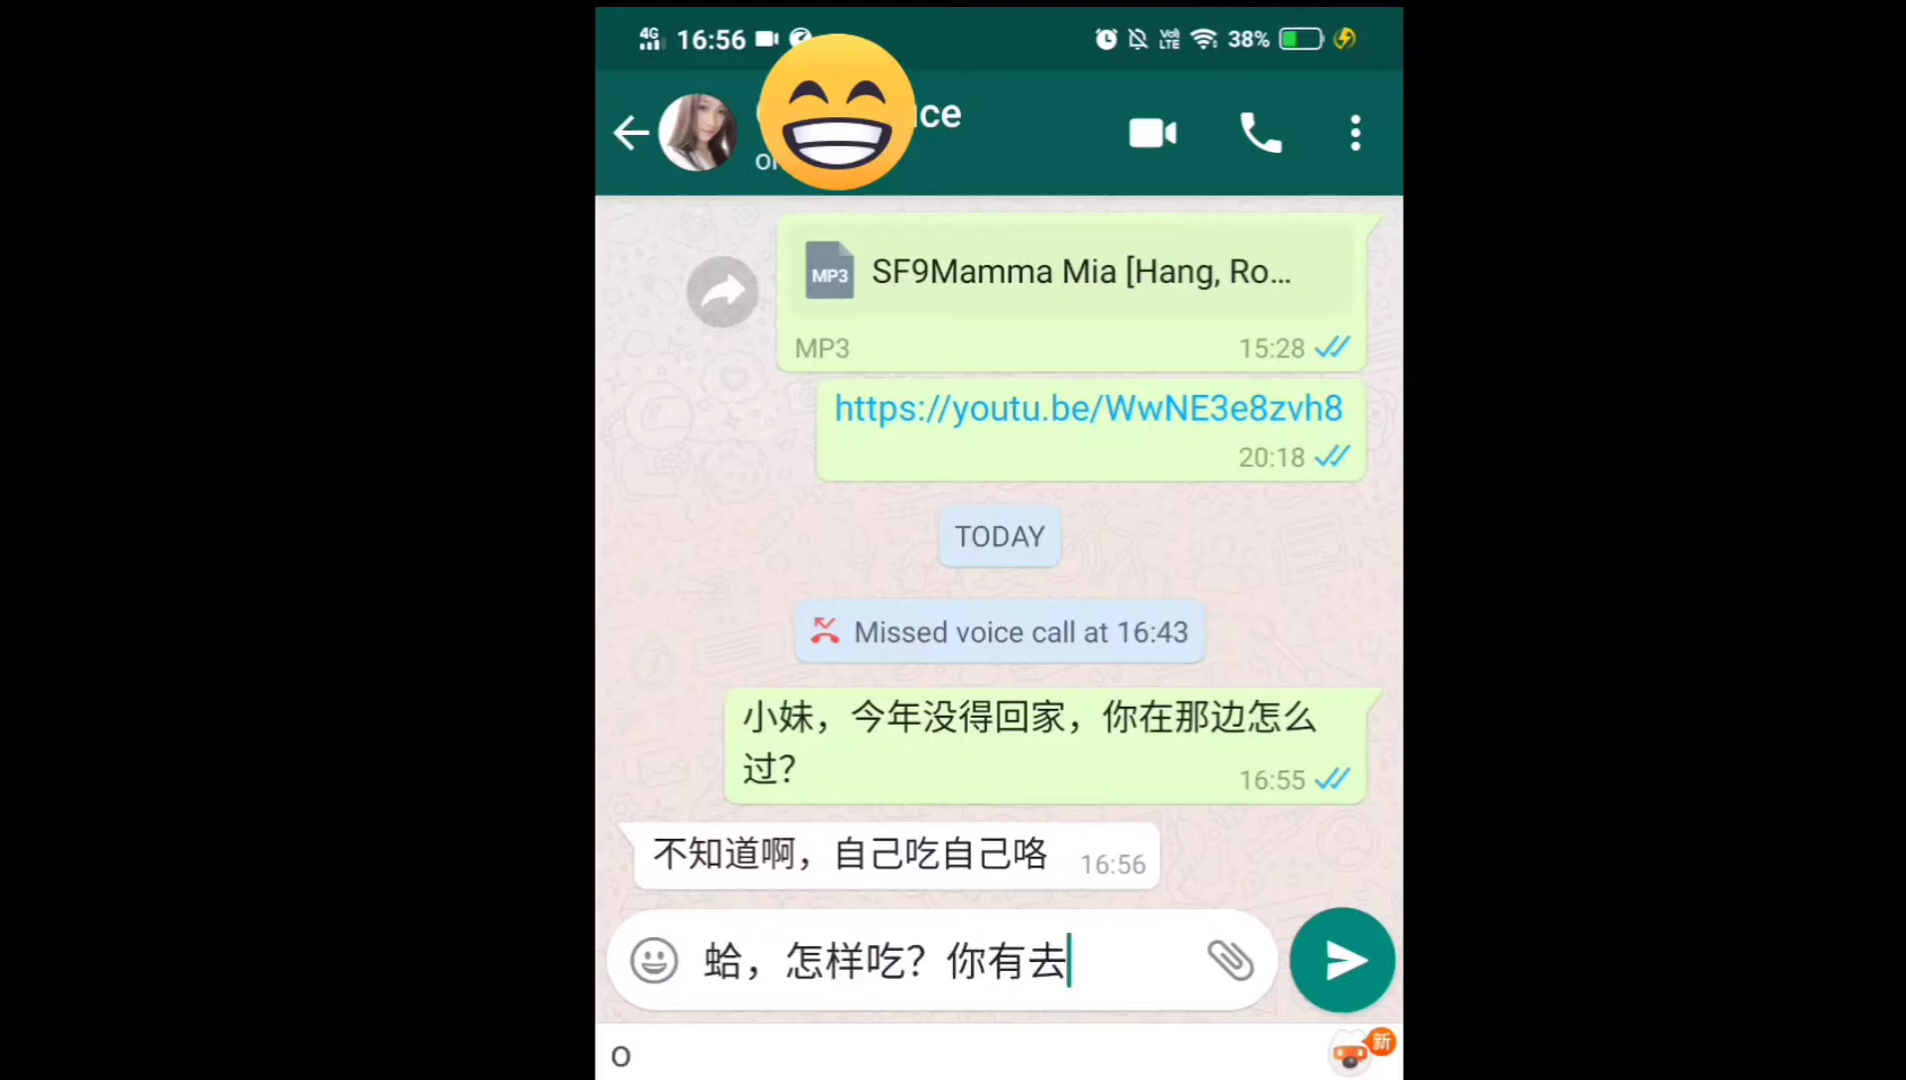 4G 16:56 VoI) LTE 38%
ce
MP3 SF9Mamma Mia [Hang, Ro...
MP3 15:28
https://youtu.be/WwNE3e8zvh8
20:18
TODAY
Missed voice call at 16:43
小妹，今年没得回家，你在那边怎么
过？
16:55
不知道啊，自己吃自己咯 16:56
蛤，怎样吃？你有去
o 新